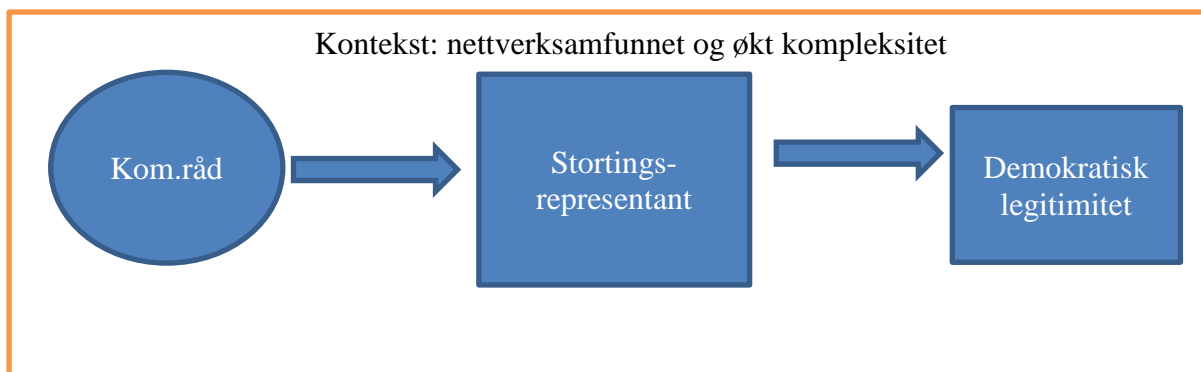 Kontekst: nettverksamfunnet og økt kompleksitet
Kom.råd
Stortings-
representant
Demokratisk
legitimitet